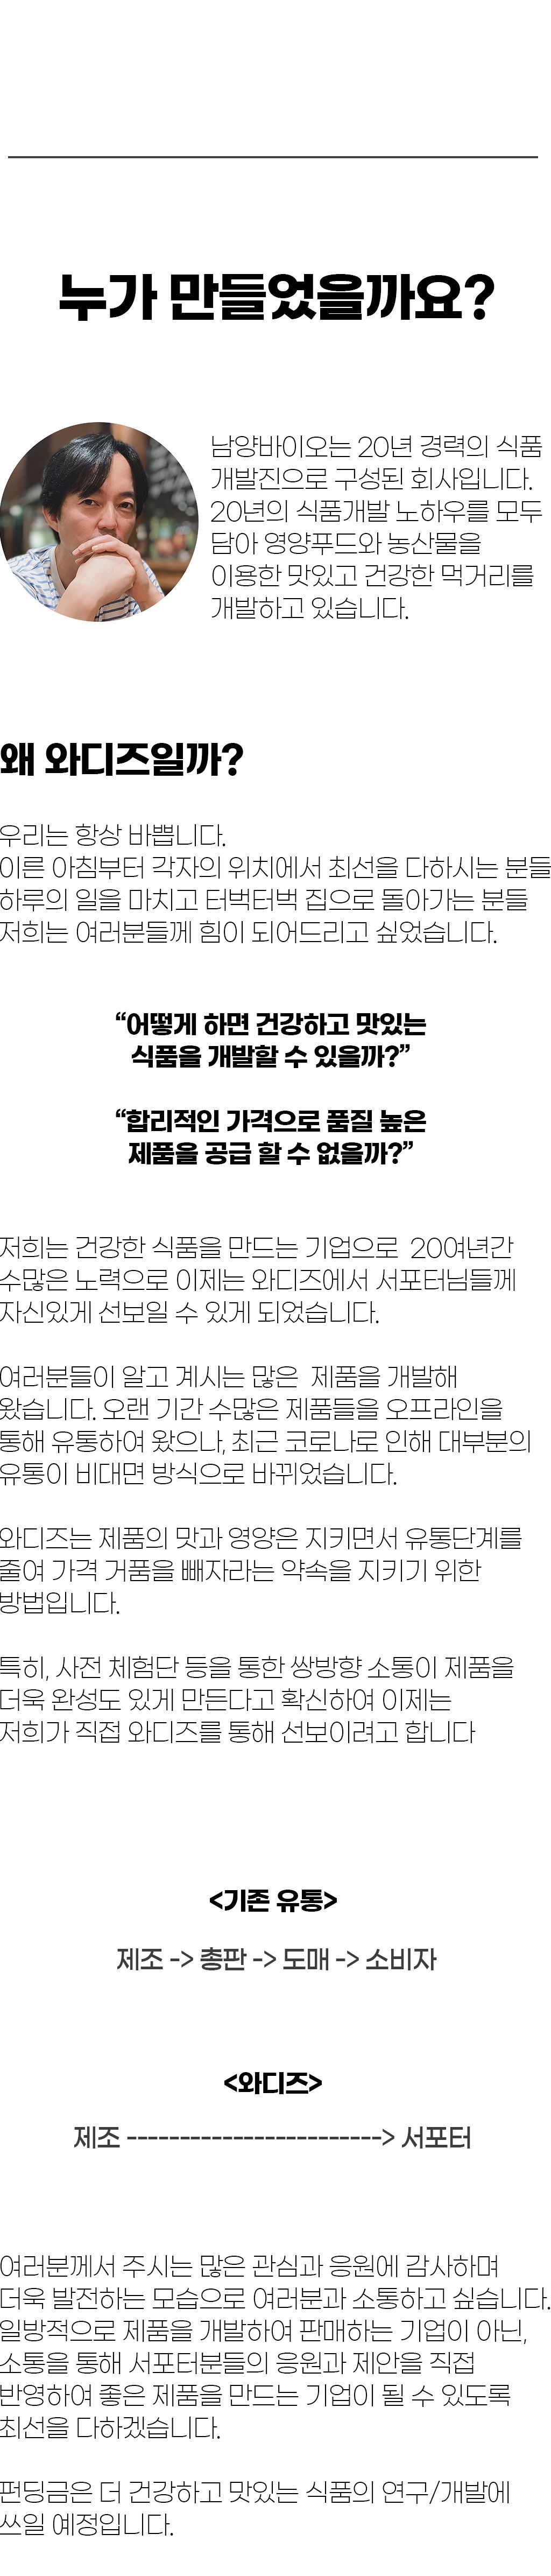 누가 만들었을까요?
남양바이오는 20년 경력의 식품
개발진으로 구성된 회사입니다.
20년의 식품개발 노하우를 모두
담아 영양푸드와 농산물을
이용한 맛있고 건강한 먹거리를
개발하고 있습니다.
왜 와디즈일까?
우리는 항상 바쁩니다.
이른 아침부터 각자의 위치에서 최선을 다하시는 분들
하루의 일을 마치고 터벅터벅 집으로 돌아가는 분들
저희는 여러분들께 힘이 되어드리고 싶었습니다.
“어떻게 하면 건강하고 맛있는
식품을 개발할 수 있을까?”
“합리적인 가격으로 품질 높은
제품을 공급 할 수 없을까?”
저희는 건강한 식품을 만드는 기업으로 20여년간
수많은 노력으로 이제는 와디즈에서 서포터님들께
자신있게 선보일 수 있게 되었습니다.
여러분들이 알고 계시는 많은 제품을 개발해
왔습니다. 오랜 기간 수많은 제품들을 오프라인을
통해 유통하여 왔으나, 최근 코로나로 인해 대부분의
유통이 비대면 방식으로 바뀌었습니다.
와디즈는 제품의 맛과 영양은 지키면서 유통단계를
줄여 가격 거품을 빼자라는 약속을 지키기 위한
방법입니다.
특히, 사전 체험단 등을 통한 쌍방향 소통이 제품을
더욱 완성도 있게 만든다고 확신하여 이제는
저희가 직접 와디즈를 통해 선보이려고 합니다
<기존 유통>
제조 -> 총판 -> 도매 -> 소비자
<와디즈>
제조 ------------------------> 서포터
여러분께서 주시는 많은 관심과 응원에 감사하며
더욱 발전하는 모습으로 여러분과 소통하고 싶습니다.
일방적으로 제품을 개발하여 판매하는 기업이 아닌,
소통을 통해 서포터분들의 응원과 제안을 직접
반영하여 좋은 제품을 만드는 기업이 될 수 있도록
최선을 다하겠습니다.
펀딩금은 더 건강하고 맛있는 식품의 연구/개발에
쓰일 예정입니다.